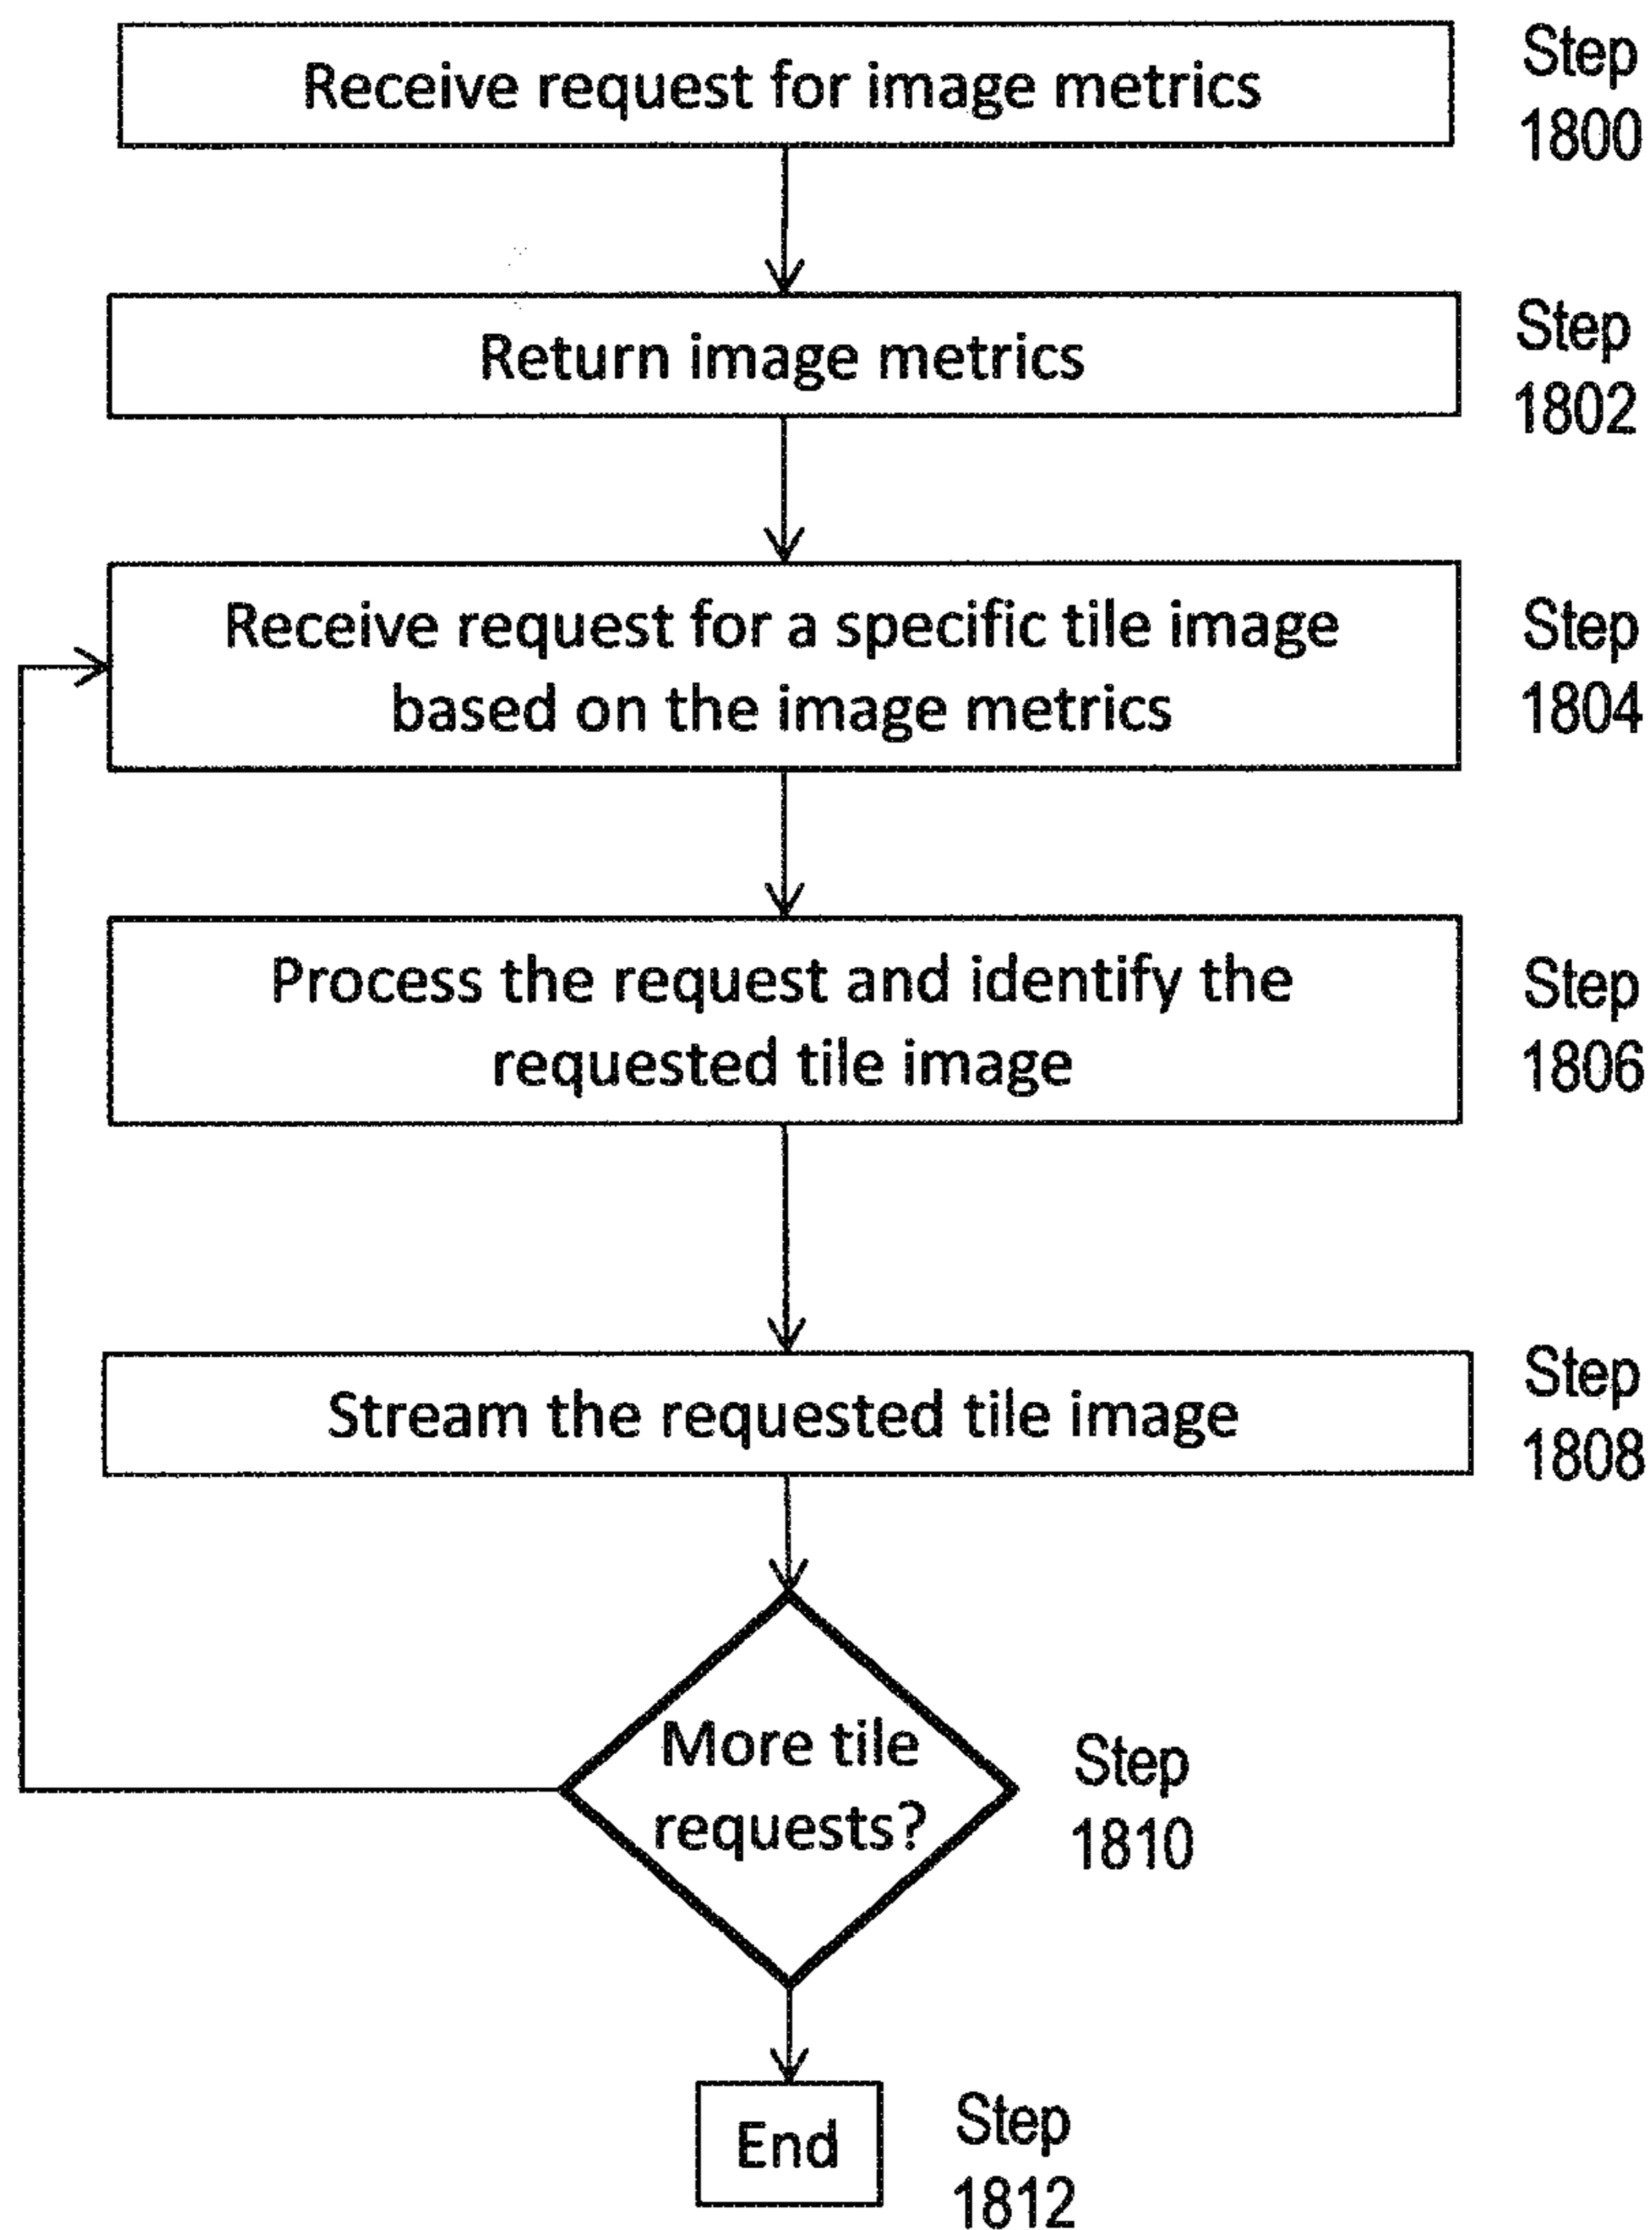 Receive request for image metrics
Step
1800
Return image metrics
Step
1802
Receive request for a specific tile image
based on the image metrics
Step
1804
Process the request and identify the
requested tile image
Step
1806
Stream the requested tile image
Step
1808
More tile
requests?
Step
1810
End
Step
1812